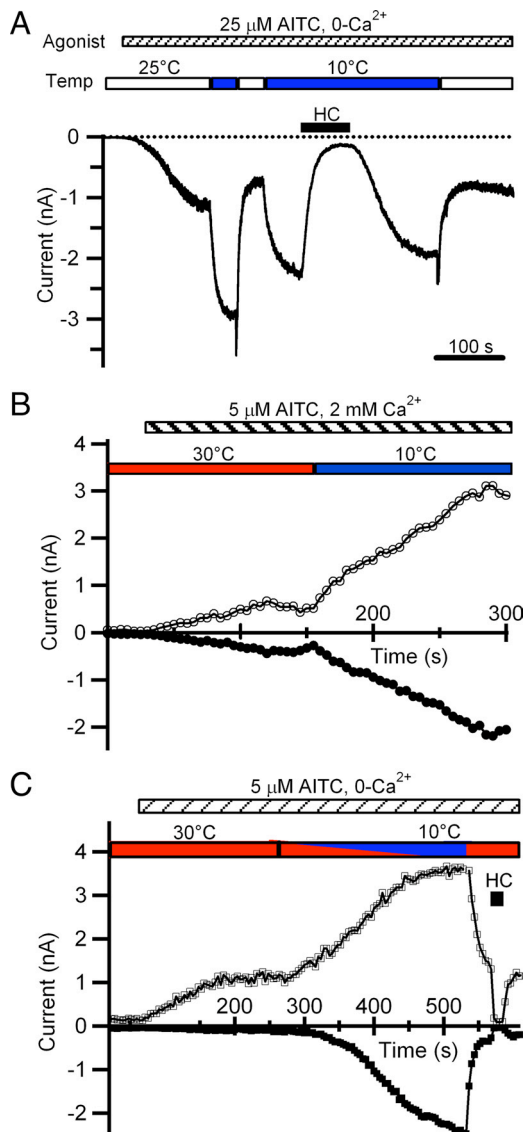 A
Agonist 25 μM AITC, 0-Ca²⁺
Temp 25°C 10°C
HC
0
-1
-2
-3
Current (nA)
100 s
B
5 μM AITC, 2 mM Ca²⁺
30°C 10°C
4
3
2
1
0
-1
-2
Current (nA)
200 300
Time (s)
C
5 μM AITC, 0-Ca²⁺
30°C 10°C
HC
4
3
2
1
0
-1
-2
Current (nA)
200 300 400 500
Time (s)